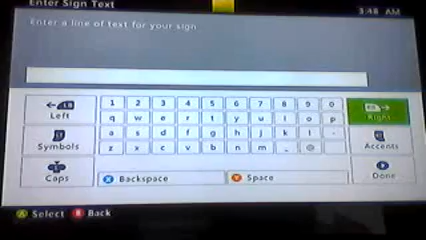 Enter Sign Text
3:48 AM
Enter a line of text for your sign
LB
Left
1 2 3 4 5 6 7 8 9 0
Right
q w e r t y u i o p
Symbols
a s d f g h j k l -
Accents
z x c v b n m _ @
Caps
X Backspace
Y Space
Done
A Select B Back